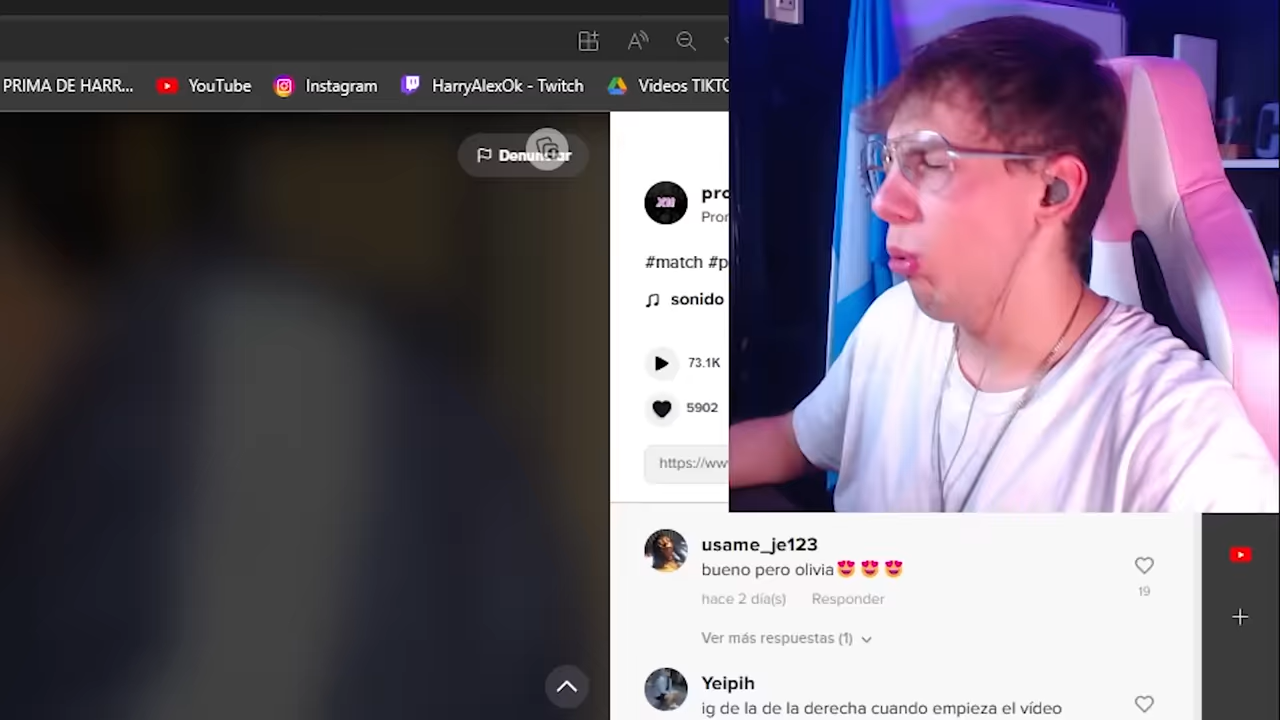 PRIMA DE HARR...
YouTube
Instagram
HarryAlexOk - Twitch
Videos TIKTO
pro
Pror
#match #p
sonido
73.1K
5902
https://ww
usame_je123
bueno pero olivia😍😍😍
hace 2 día(s)
Responder
19
Ver más respuestas (1)
Yeipih
ig de la de la derecha cuando empieza el vídeo